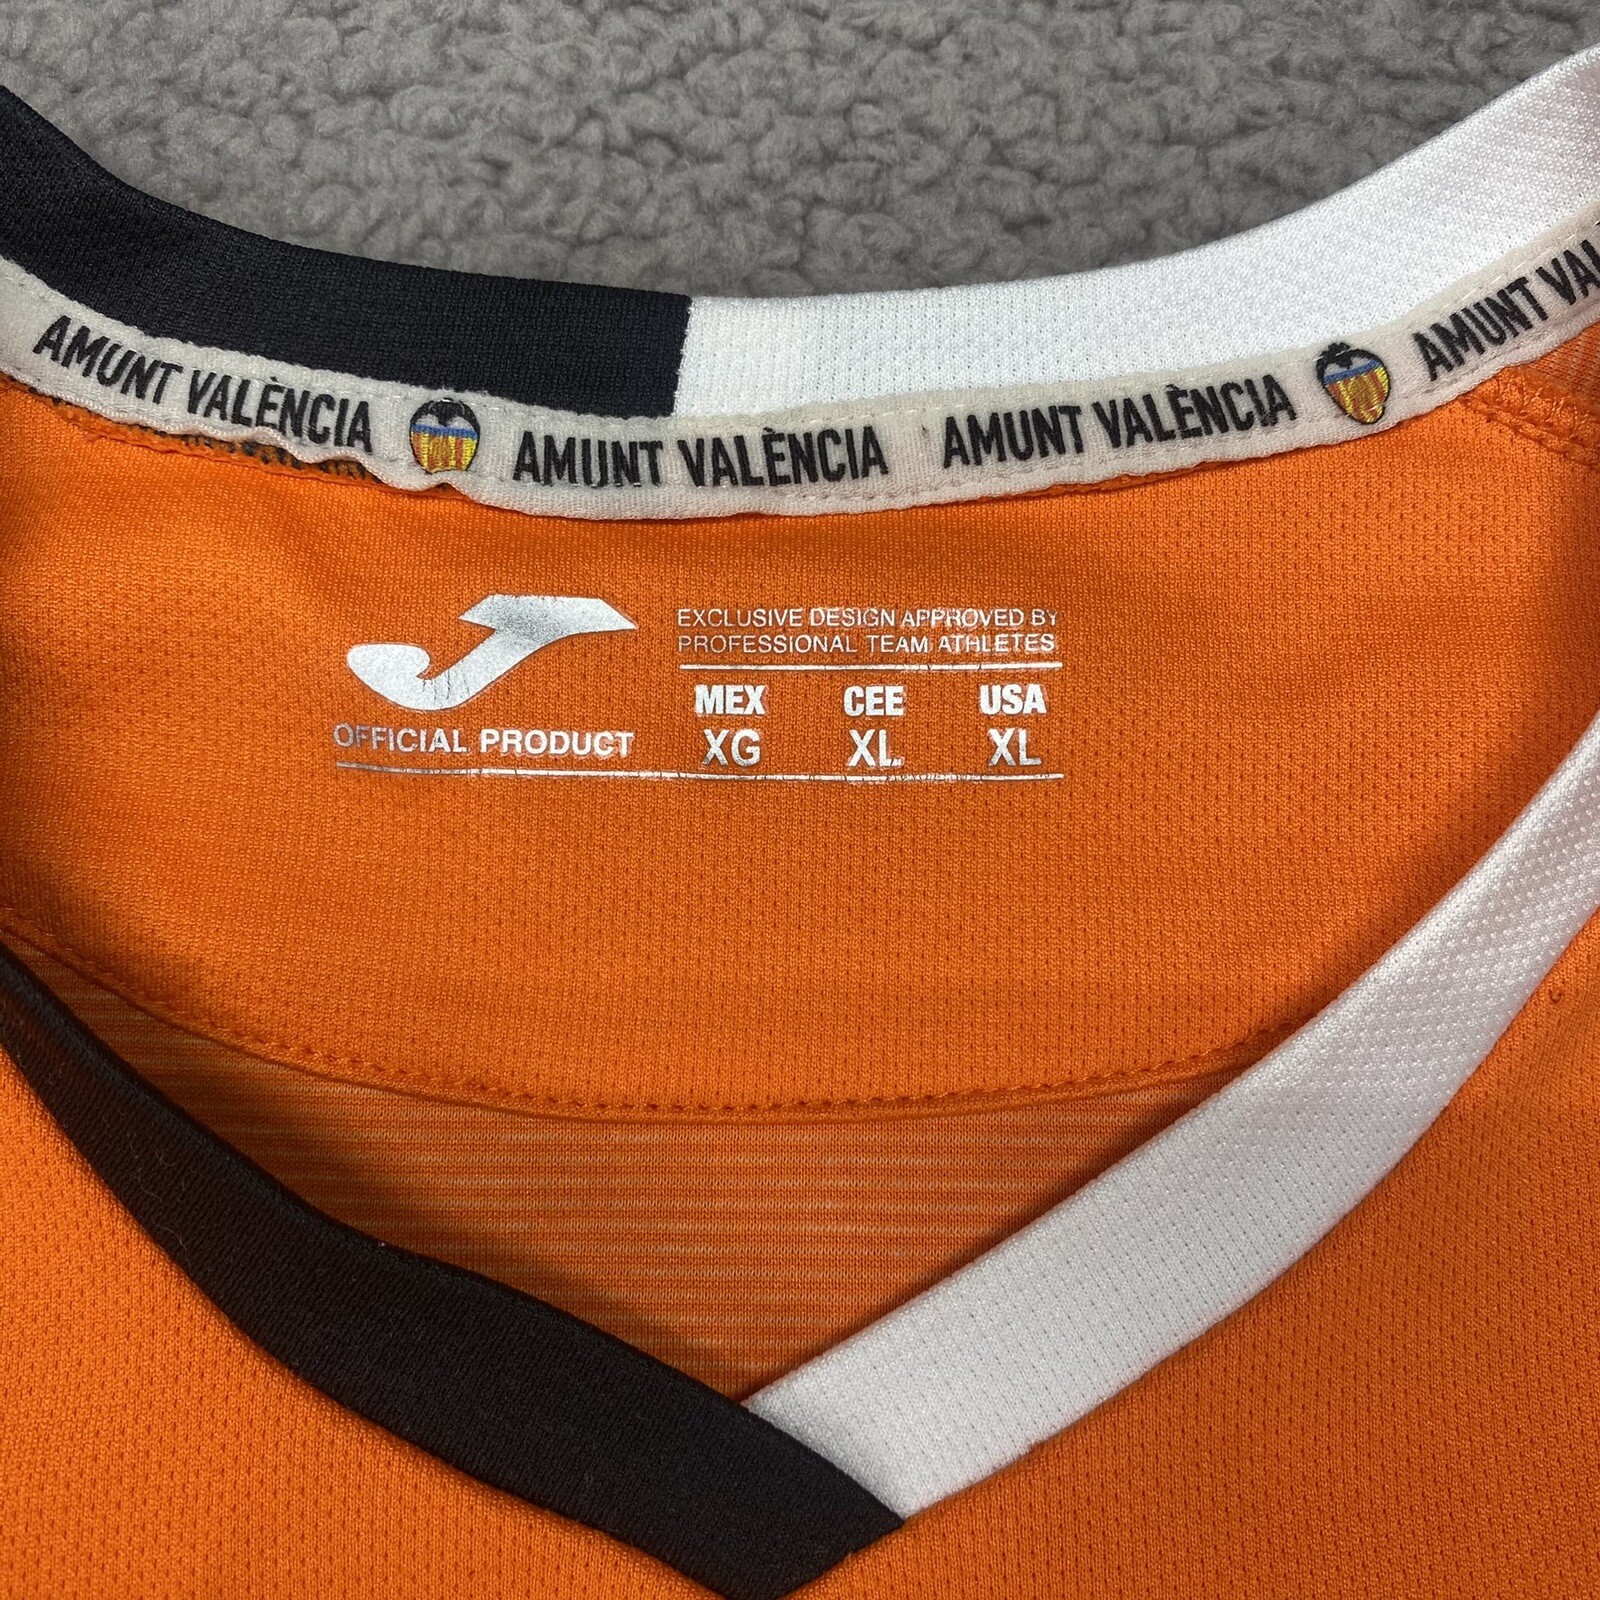 AMUNT VALÈNCIA AMUNT VALÈNCIA AMUNT VALÈNCIA AMUNT VAL
EXCLUSIVE DESIGN APPROVED BY
PROFESSIONAL TEAM ATHLETES
MEX CEE USA
XG XL XL
OFFICIAL PRODUCT